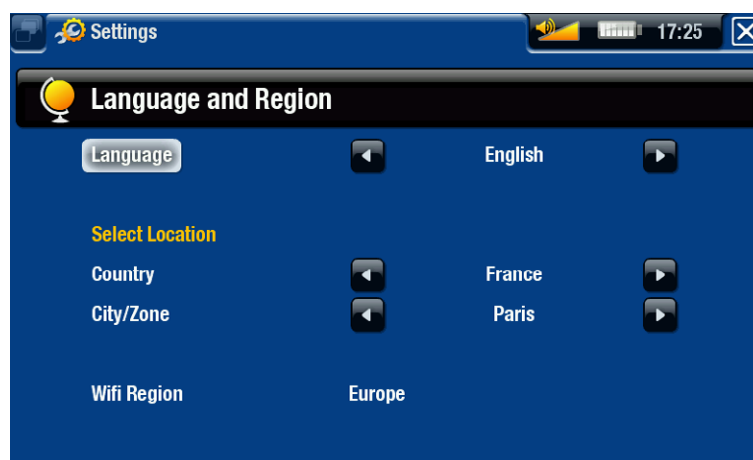 Settings 17:25
Language and Region
Language English
Select Location
Country France
City/Zone Paris
Wifi Region Europe